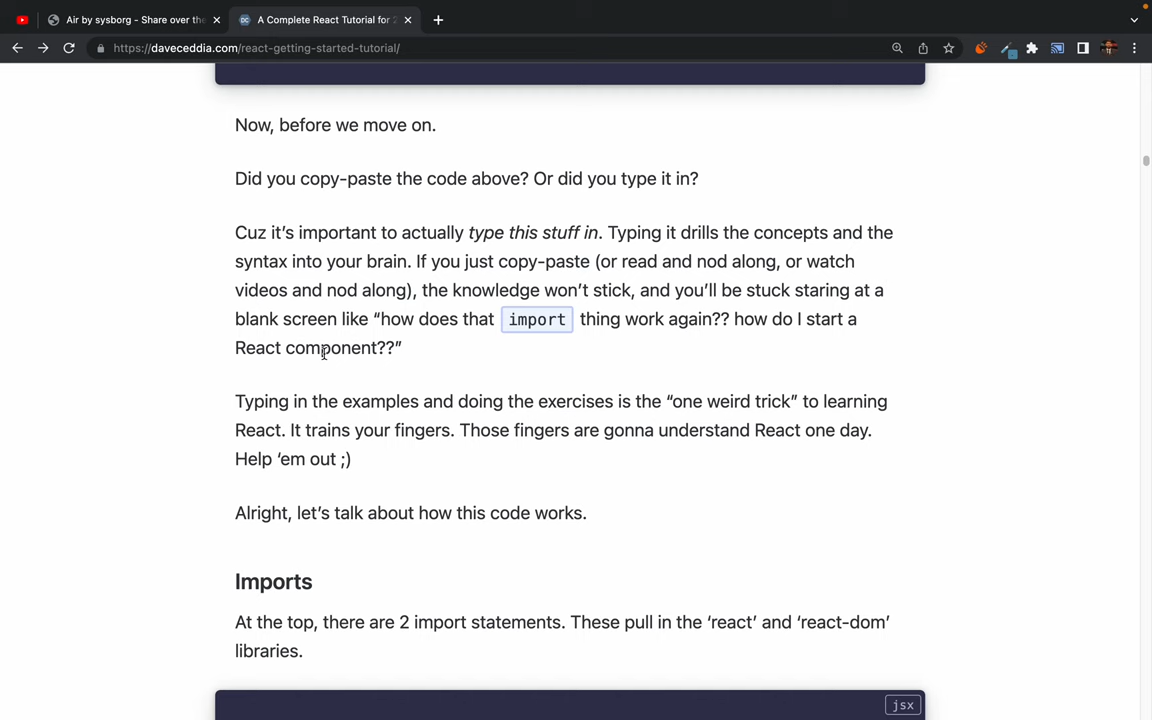 Air by sysborg - Share over the
A Complete React Tutorial for 2
https://daveceddia.com/react-getting-started-tutorial/
Now, before we move on.
Did you copy-paste the code above? Or did you type it in?
Cuz it’s important to actually type this stuff in. Typing it drills the concepts and the
syntax into your brain. If you just copy-paste (or read and nod along, or watch
videos and nod along), the knowledge won’t stick, and you’ll be stuck staring at a
blank screen like “how does that import thing work again?? how do I start a
React component??”
Typing in the examples and doing the exercises is the “one weird trick” to learning
React. It trains your fingers. Those fingers are gonna understand React one day.
Help ‘em out ;)
Alright, let’s talk about how this code works.
Imports
At the top, there are 2 import statements. These pull in the ‘react’ and ‘react-dom’
libraries.
jsx